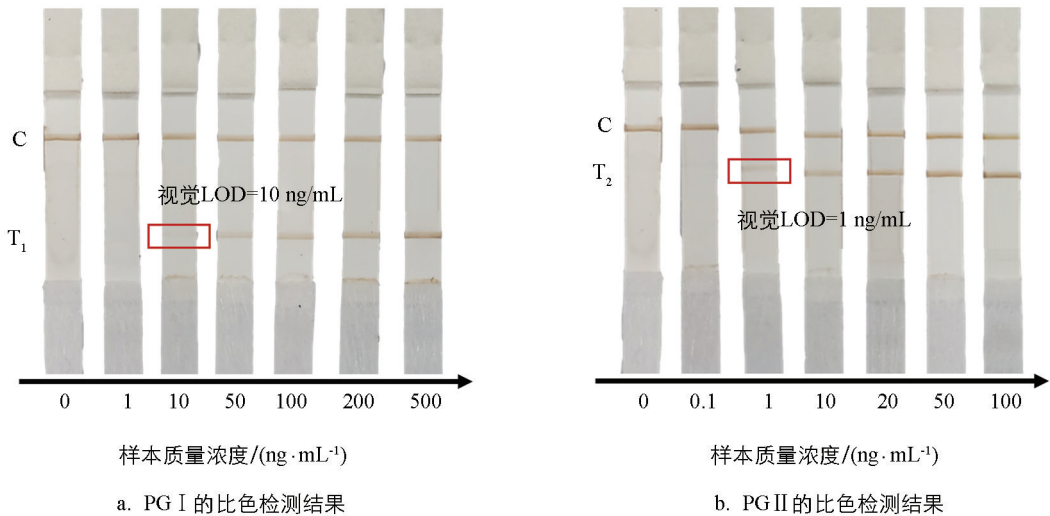 C
视觉LOD=10 ng/mL
T₁
0 1 10 50 100 200 500
样本质量浓度/(ng·mL⁻¹)
a. PGⅠ的比色检测结果
C
T₂
视觉LOD=1 ng/mL
0 0.1 1 10 20 50 100
样本质量浓度/(ng·mL⁻¹)
b. PGⅡ的比色检测结果